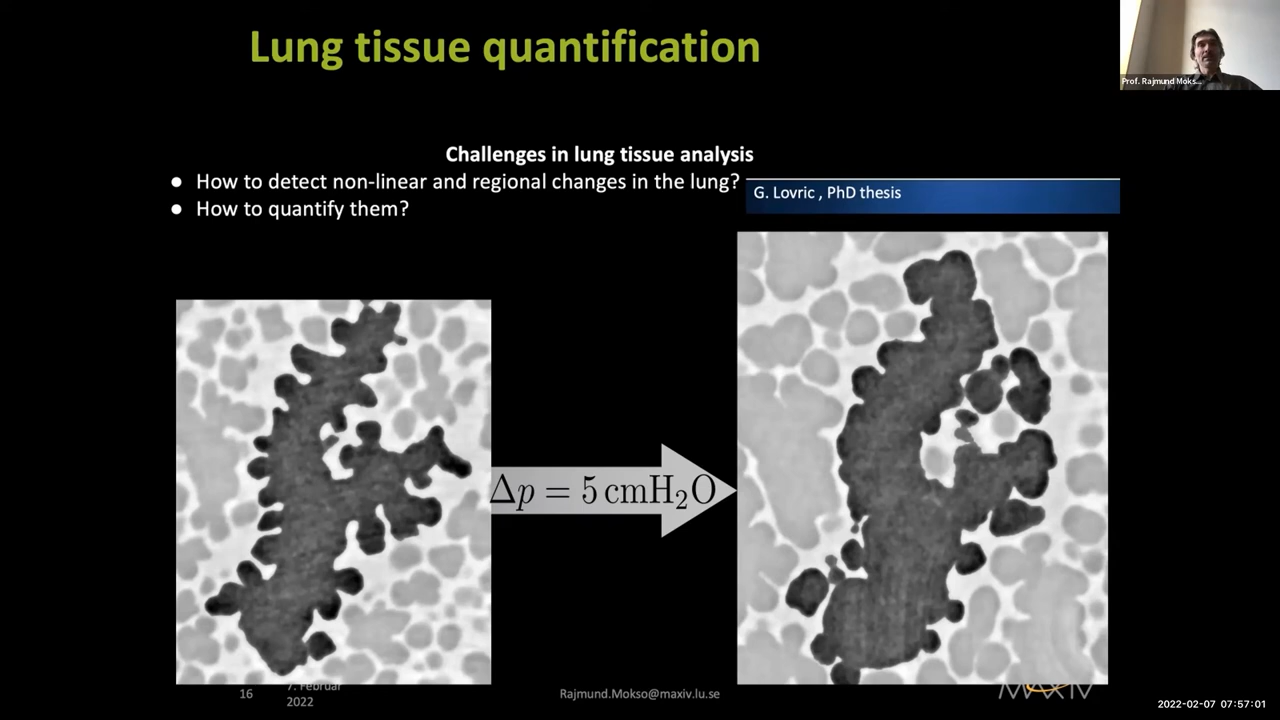 Lung tissue quantification
Prof. Rajmund Moks...
Challenges in lung tissue analysis
● How to detect non-linear and regional changes in the lung?
● How to quantify them?
G. Lovric , PhD thesis
Δp = 5 cmH₂O
16
7. Februar
2022
Rajmund.Mokso@maxiv.lu.se
MAXIV
2022-02-07 07:57:01